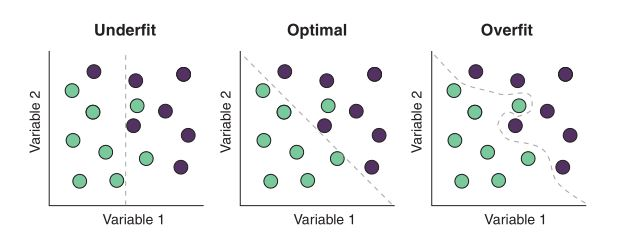 Underfit
Optimal
Overfit
Variable 2
Variable 2
Variable 2
Variable 1
Variable 1
Variable 1